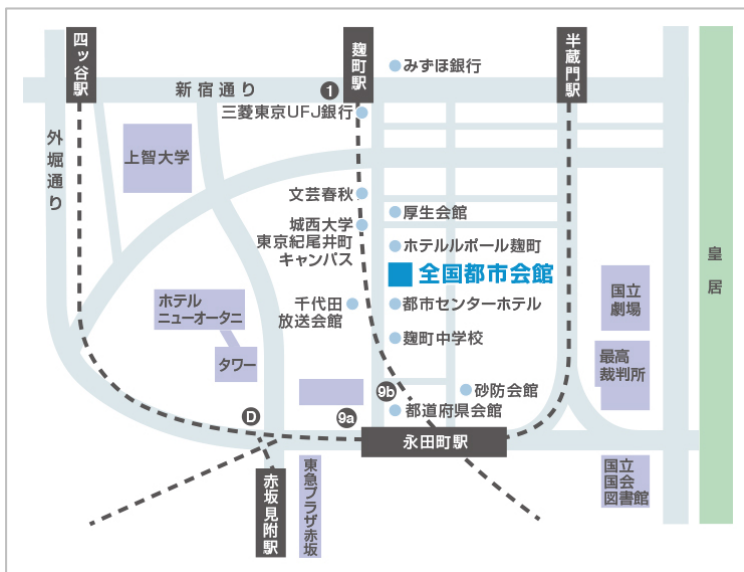 四ッ谷駅
麹町駅
半蔵門駅
みずほ銀行
新宿通り
1
三菱東京UFJ銀行
外堀通り
上智大学
文芸春秋
厚生会館
城西大学
東京紀尾井町
キャンパス
ホテルルポール麹町
全国都市会館
皇居
ホテル
ニューオータニ
千代田
放送会館
都市センターホテル
国立
劇場
タワー
麹町中学校
最高
裁判所
9b
砂防会館
D
9a
都道府県会館
永田町駅
赤坂見附駅
東急プラザ赤坂
国立
国会
図書館